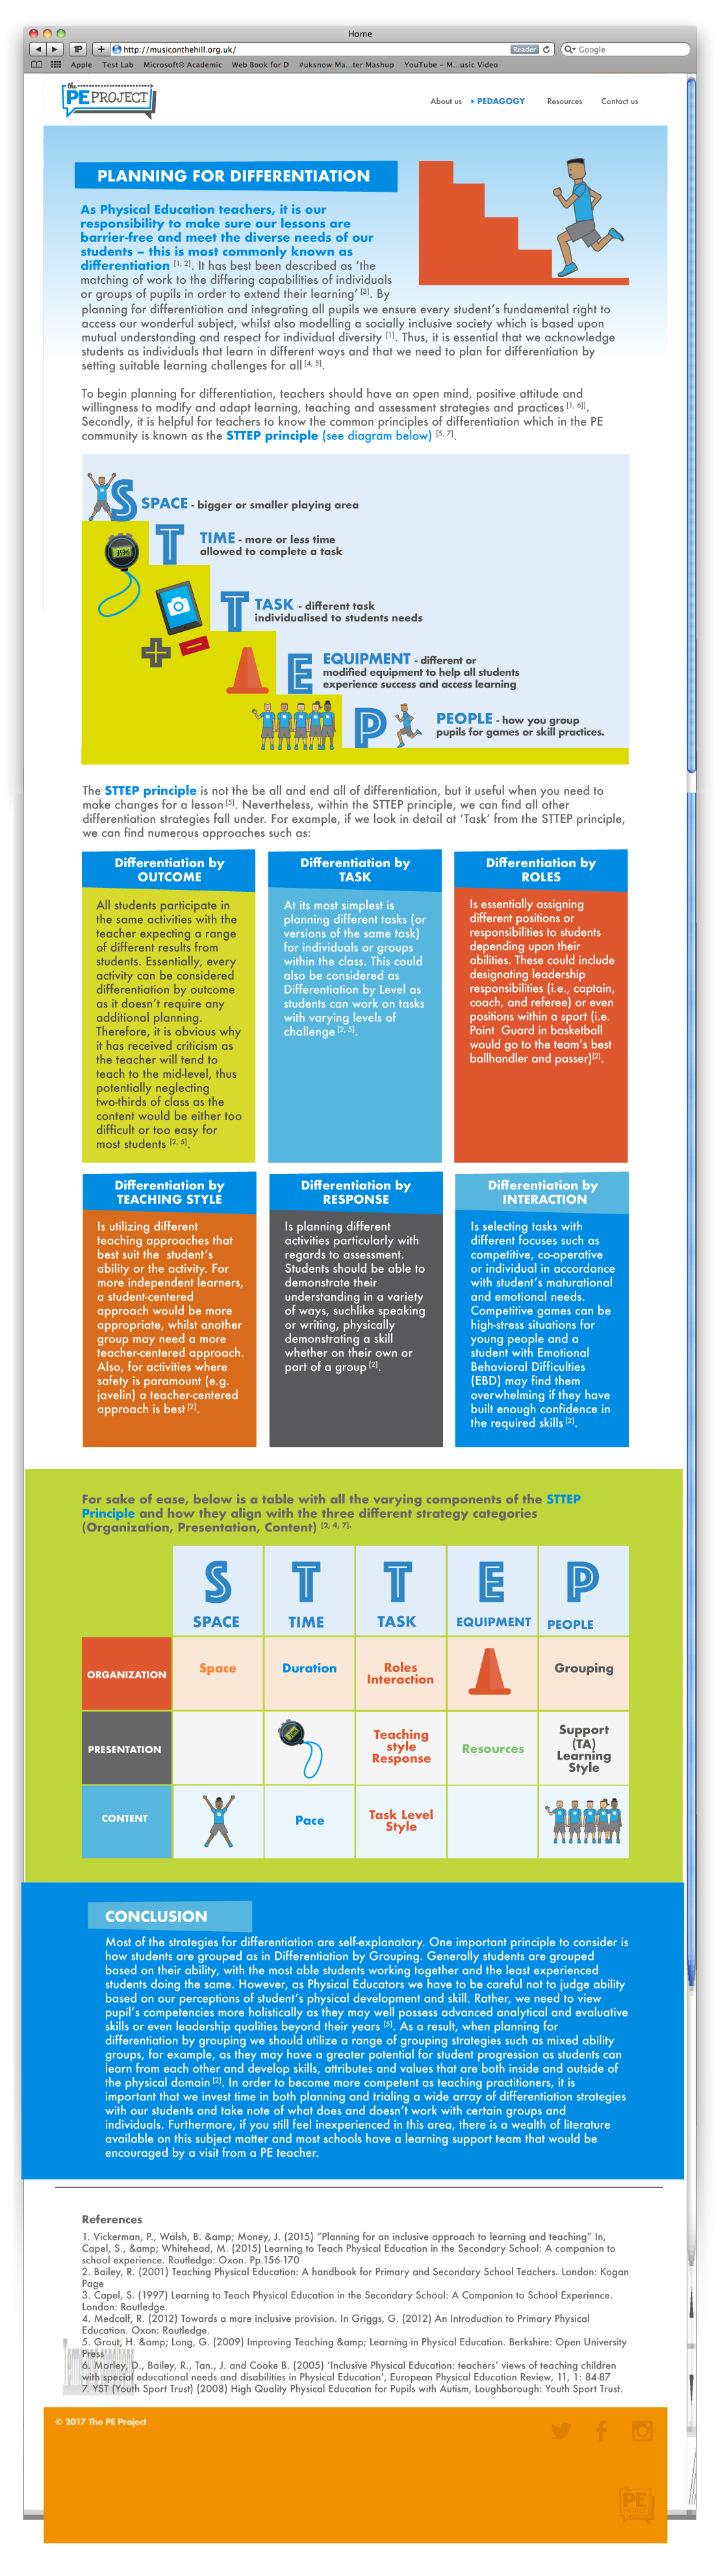 Home
http://musiconthehill.org.uk/
Reader
Google
Apple Test Lab Microsoft® Academic Web Book for D #uksnow Ma...ter Mashup YouTube - M...usic Video
the
PE PROJECT
About us PEDAGOGY Resources Contact us
PLANNING FOR DIFFERENTIATION
As Physical Education teachers, it is our
responsibility to make sure our lessons are
barrier-free and meet the diverse needs of our
students – this is most commonly known as
differentiation [1, 2]. It has best been described as 'the
matching of work to the differing capabilities of individuals
or groups of pupils in order to extend their learning' [3]. By
planning for differentiation and integrating all pupils we ensure every student's fundamental right to
access our wonderful subject, whilst also modelling a socially inclusive society which is based upon
mutual understanding and respect for individual diversity [1]. Thus, it is essential that we acknowledge
students as individuals that learn in different ways and that we need to plan for differentiation by
setting suitable learning challenges for all [4, 5].
To begin planning for differentiation, teachers should have an open mind, positive attitude and
willingness to modify and adapt learning, teaching and assessment strategies and practices [1, 6]).
Secondly, it is helpful for teachers to know the common principles of differentiation which in the PE
community is known as the STTEP principle (see diagram below) [5, 7].
S SPACE - bigger or smaller playing area
T TIME - more or less time
allowed to complete a task
T TASK - different task
individualised to students needs
E EQUIPMENT - different or
modified equipment to help all students
experience success and access learning
P PEOPLE - how you group
pupils for games or skill practices.
The STTEP principle is not the be all and end all of differentiation, but it useful when you need to
make changes for a lesson [5]. Nevertheless, within the STTEP principle, we can find all other
differentiation strategies fall under. For example, if we look in detail at 'Task' from the STTEP principle,
we can find numerous approaches such as:
Differentiation by
OUTCOME
All students participate in
the same activities with the
teacher expecting a range
of different results from
students. Essentially, every
activity can be considered
differentiation by outcome
as it doesn't require any
additional planning.
Therefore, it is obvious why
it has received criticism as
the teacher will tend to
teach to the mid-level, thus
potentially neglecting
two-thirds of class as the
content would be either too
difficult or too easy for
most students [2, 5].
Differentiation by
TASK
At its most simplest is
planning different tasks (or
versions of the same task)
for individuals or groups
within the class. This could
also be considered as
Differentiation by Level as
students can work on tasks
with varying levels of
challenge [2, 5].
Differentiation by
ROLES
Is essentially assigning
different positions or
responsibilities to students
depending upon their
abilities. These could include
designating leadership
responsibilities (i.e., captain,
coach, and referee) or even
positions within a sport (i.e.
Point Guard in basketball
would go to the team's best
ballhandler and passer)[2].
Differentiation by
TEACHING STYLE
Is utilizing different
teaching approaches that
best suit the student's
ability or the activity. For
more independent learners,
a student-centered
approach would be more
appropriate, whilst another
group may need a more
teacher-centered approach.
Also, for activities where
safety is paramount (e.g.
javelin) a teacher-centered
approach is best [2].
Differentiation by
RESPONSE
Is planning different
activities particularly with
regards to assessment.
Students should be able to
demonstrate their
understanding in a variety
of ways, suchlike speaking
or writing, physically
demonstrating a skill
whether on their own or
part of a group [2].
Differentiation by
INTERACTION
Is selecting tasks with
different focuses such as
competitive, co-operative
or individual in accordance
with student's maturational
and emotional needs.
Competitive games can be
high-stress situations for
young people and a
student with Emotional
Behavioral Difficulties
(EBD) may find them
overwhelming if they have
built enough confidence in
the required skills [2].
For sake of ease, below is a table with all the varying components of the STTEP
Principle and how they align with the three different strategy categories
(Organization, Presentation, Content) [2, 4, 7].
S T T E P
SPACE TIME TASK EQUIPMENT PEOPLE
ORGANIZATION Space Duration Roles
Interaction Grouping
PRESENTATION Teaching
style
Response Resources Support
(TA)
Learning
Style
CONTENT Pace Task Level
Style
CONCLUSION
Most of the strategies for differentiation are self-explanatory. One important principle to consider is
how students are grouped as in Differentiation by Grouping. Generally students are grouped
based on their ability, with the most able students working together and the least experienced
students doing the same. However, as Physical Educators we have to be careful not to judge ability
based on our perceptions of student's physical development and skill. Rather, we need to view
pupil's competencies more holistically as they may well possess advanced analytical and evaluative
skills or even leadership qualities beyond their years [5]. As a result, when planning for
differentiation by grouping we should utilize a range of grouping strategies such as mixed ability
groups, for example, as they may have a greater potential for student progression as students can
learn from each other and develop skills, attributes and values that are both inside and outside of
the physical domain [2]. In order to become more competent as teaching practitioners, it is
important that we invest time in both planning and trialing a wide array of differentiation strategies
with our students and take note of what does and doesn't work with certain groups and
individuals. Furthermore, if you still feel inexperienced in this area, there is a wealth of literature
available on this subject matter and most schools have a learning support team that would be
encouraged by a visit from a PE teacher.
References
1. Vickerman, P., Walsh, B. &amp; Money, J. (2015) "Planning for an inclusive approach to learning and teaching" In,
Capel, S., &amp; Whitehead, M. (2015) Learning to Teach Physical Education in the Secondary School: A companion to
school experience. Routledge: Oxon. Pp.156-170
2. Bailey, R. (2001) Teaching Physical Education: A handbook for Primary and Secondary School Teachers. London: Kogan
Page
3. Capel, S. (1997) Learning to Teach Physical Education in the Secondary School: A Companion to School Experience.
London: Routledge.
4. Medcalf, R. (2012) Towards a more inclusive provision. In Griggs, G. (2012) An Introduction to Primary Physical
Education. Oxon: Routledge.
5. Grout, H. &amp; Long, G. (2009) Improving Teaching &amp; Learning in Physical Education. Berkshire: Open University
Press
6. Morley, D., Bailey, R., Tan., J. and Cooke B. (2005) 'Inclusive Physical Education: teachers' views of teaching children
with special educational needs and disabilities in Physical Education', European Physical Education Review, 11, 1: 84-87
7. YST (Youth Sport Trust) (2008) High Quality Physical Education for Pupils with Autism, Loughborough: Youth Sport Trust.
© 2017 The PE Project
PE